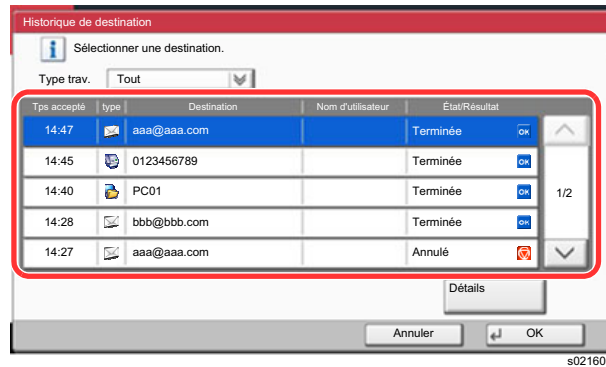 Historique de destination
Sélectionner une destination.
Type trav. Tout
Tps accepté type Destination Nom d'utilisateur État/Résultat
14:47 aaa@aaa.com Terminée OK
14:45 0123456789 Terminée OK
14:40 PC01 Terminée OK 1/2
14:28 bbb@bbb.com Terminée OK
14:27 aaa@aaa.com Annulé
Détails
Annuler OK
s02160